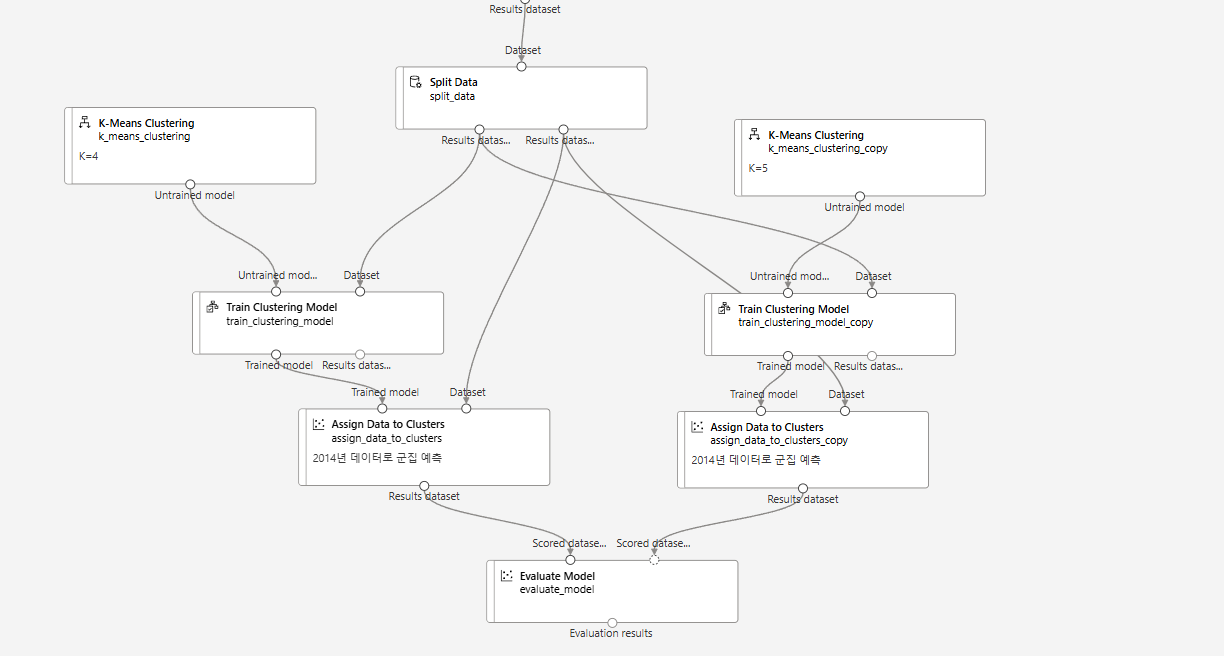 Results dataset
Dataset
Split Data
split_data
Results datas...
Results datas...
K-Means Clustering
k_means_clustering
K=4
Untrained model
K-Means Clustering
k_means_clustering_copy
K=5
Untrained model
Untrained mod...
Dataset
Train Clustering Model
train_clustering_model
Trained model
Results datas...
Untrained mod...
Dataset
Train Clustering Model
train_clustering_model_copy
Trained model
Results datas...
Trained model
Dataset
Assign Data to Clusters
assign_data_to_clusters
2014년 데이터로 군집 예측
Results dataset
Trained model
Dataset
Assign Data to Clusters
assign_data_to_clusters_copy
2014년 데이터로 군집 예측
Results dataset
Scored datase...
Scored datase...
Evaluate Model
evaluate_model
Evaluation results